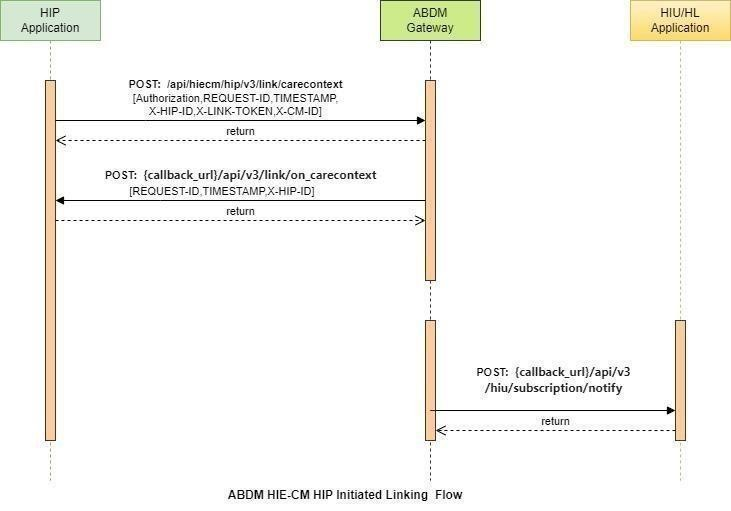 HIP
Application
ABDM
Gateway
HIU/HL
Application
POST: /api/hiecm/hip/v3/link/carecontext
[Authorization,REQUEST-ID,TIMESTAMP,
X-HIP-ID,X-LINK-TOKEN,X-CM-ID]
return
POST: {callback_url}/api/v3/link/on_carecontext
[REQUEST-ID,TIMESTAMP,X-HIP-ID]
return
POST: {callback_url}/api/v3
/hiu/subscription/notify
return
ABDM HIE-CM HIP Initiated Linking Flow